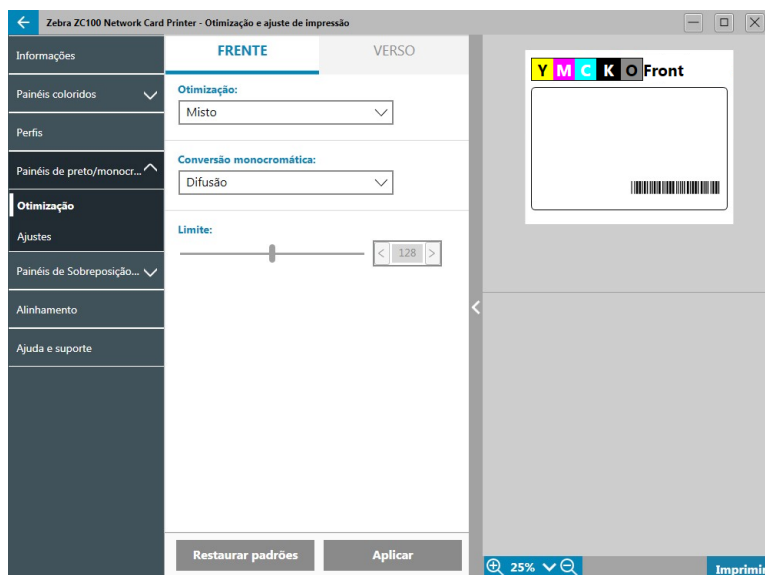 Zebra ZC100 Network Card Printer - Otimização e ajuste de impressão
Informações
Painéis coloridos
Perfis
Painéis de preto/monocr...
Otimização
Ajustes
Painéis de Sobreposição...
Alinhamento
Ajuda e suporte
FRENTE
VERSO
Otimização:
Misto
Conversão monocromática:
Difusão
Limite:
< 128 >
Restaurar padrões
Aplicar
Y M C K O Front
25%
Imprimir